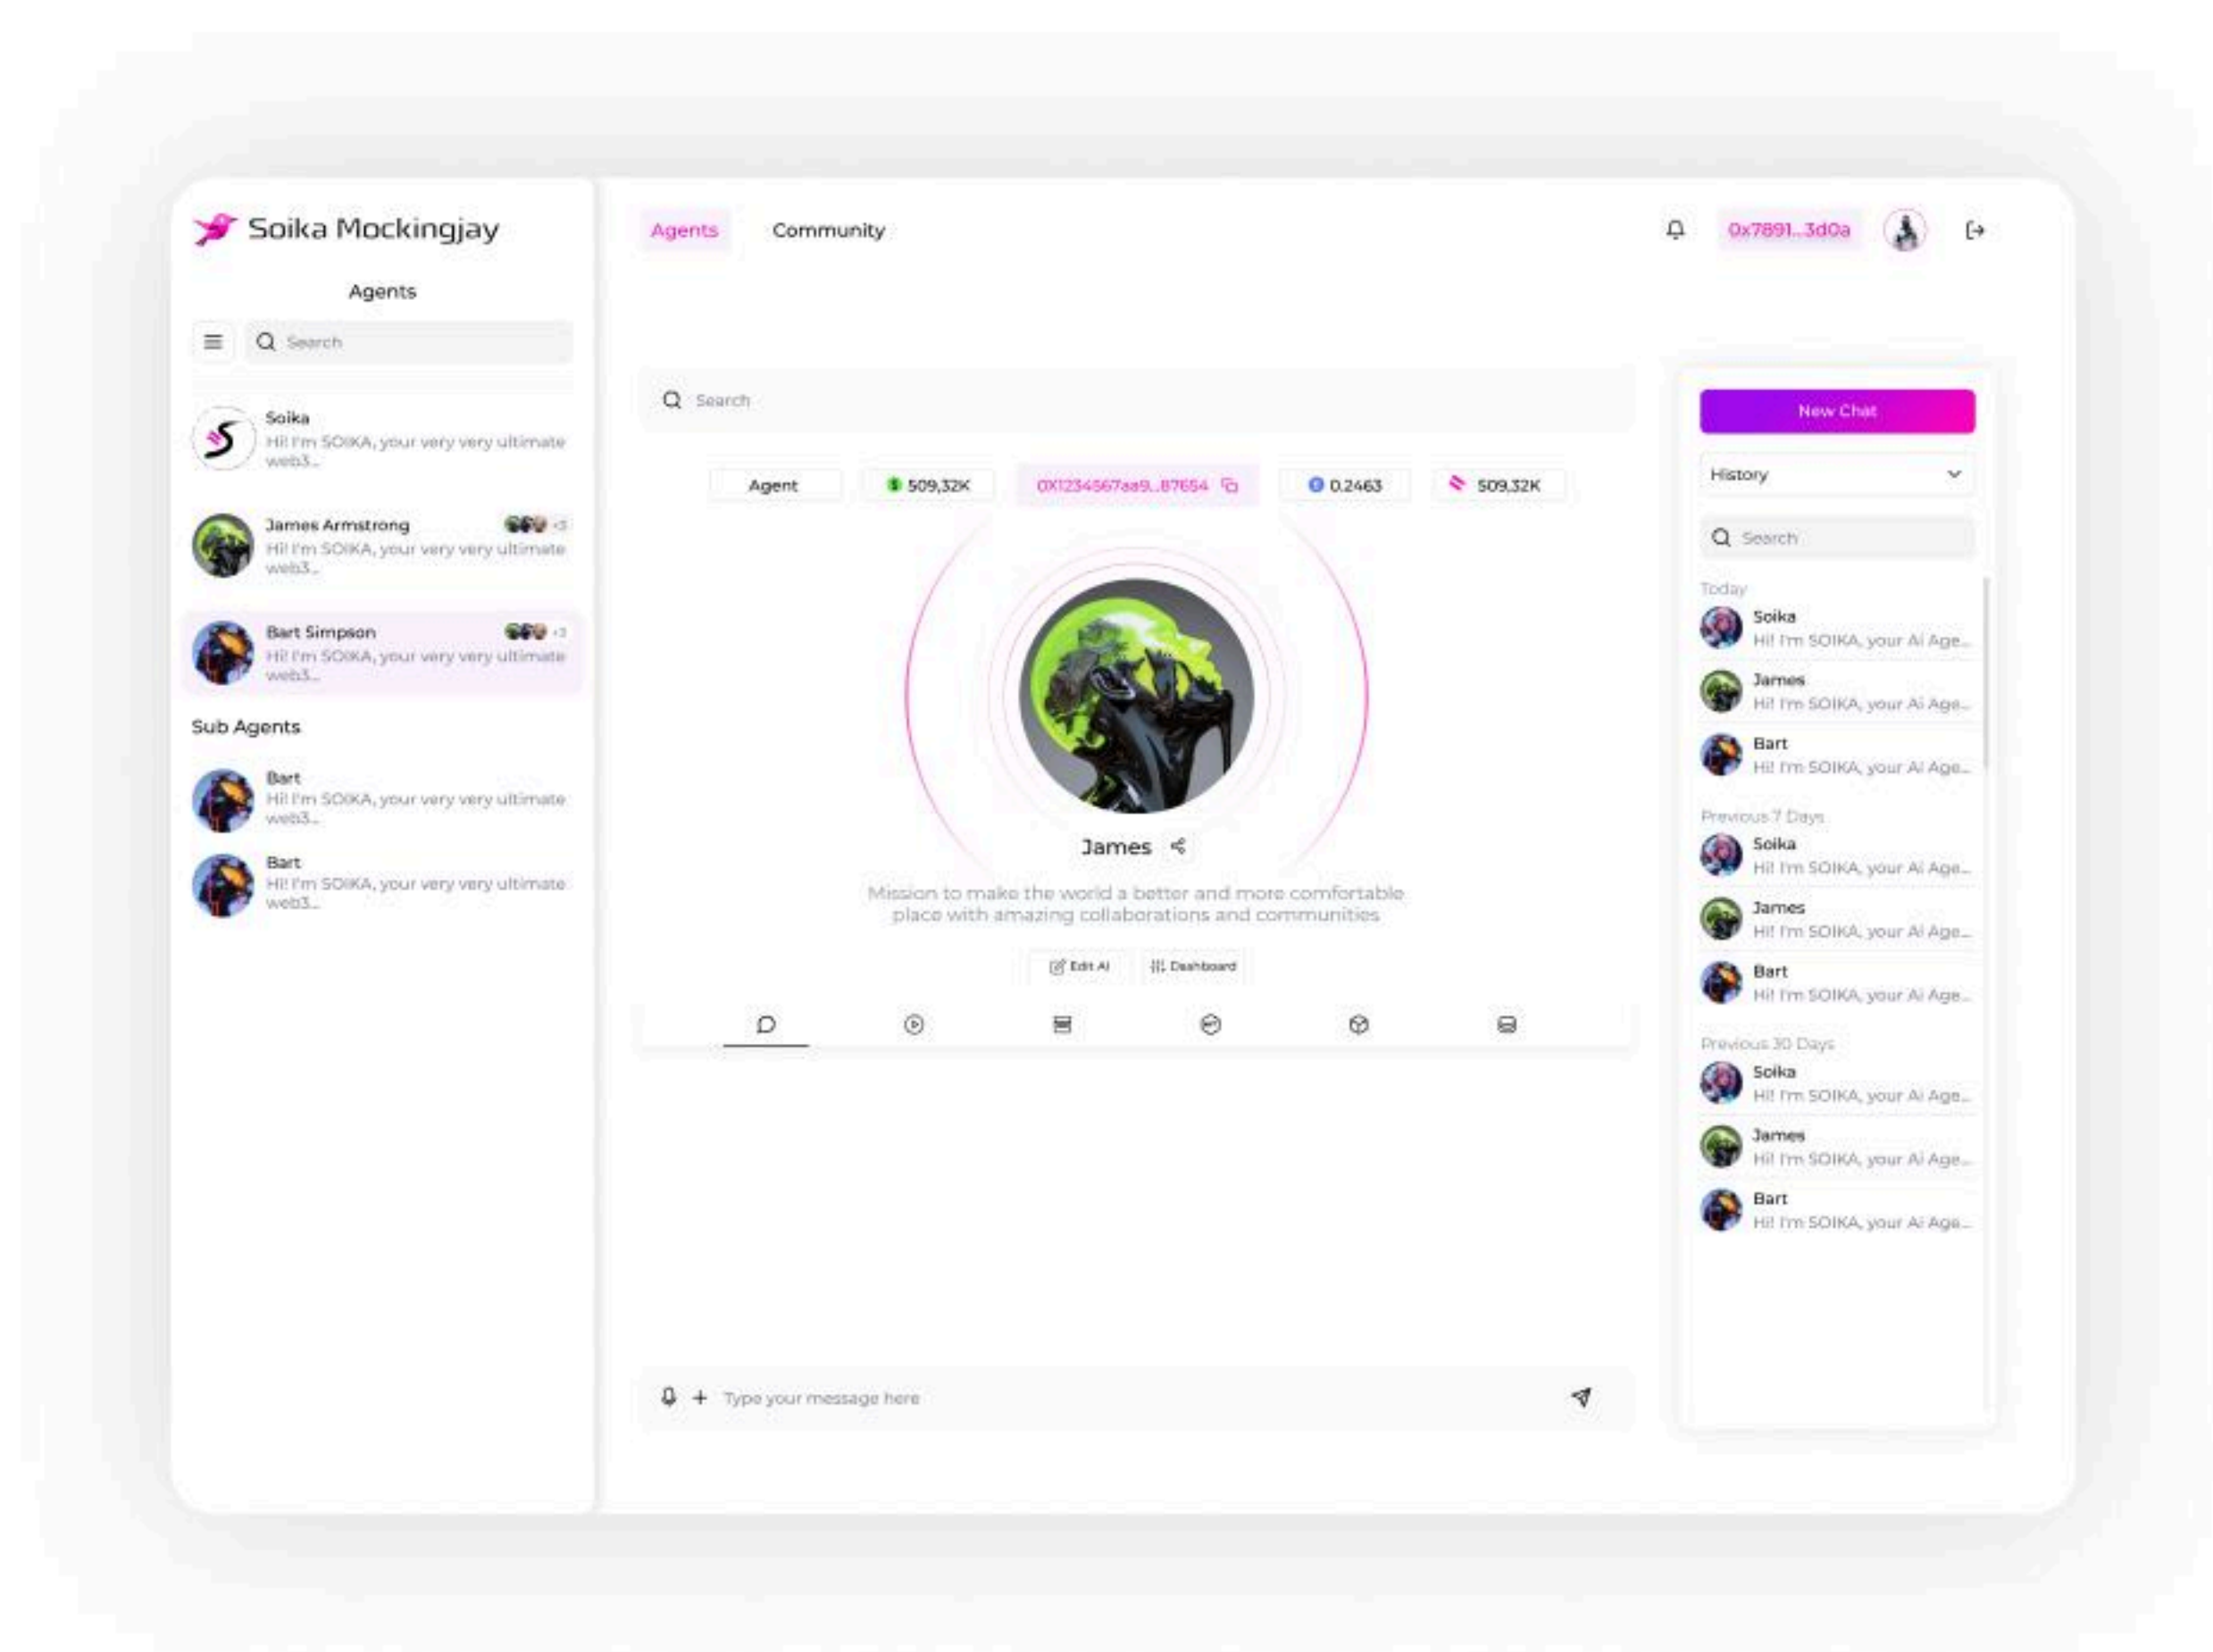 Soika Mockingjay
Agents
Search
Soika
Hi! I'm SOIKA, your very very ultimate
web3...
James Armstrong +3
Hi! I'm SOIKA, your very very ultimate
web3...
Bart Simpson +3
Hi! I'm SOIKA, your very very ultimate
web3...
Sub Agents
Bart
Hi! I'm SOIKA, your very very ultimate
web3...
Bart
Hi! I'm SOIKA, your very very ultimate
web3...
Agents Community
0x7891...3d0a
Search
Agent 509,32K 0X1234567aa9...87654 0.2463 509,32K
James
Mission to make the world a better and more comfortable
place with amazing collaborations and communities
Edit AI Dashboard
Type your message here
New Chat
History
Search
Today
Soika
Hi! I'm SOIKA, your Ai Age...
James
Hi! I'm SOIKA, your Ai Age...
Bart
Hi! I'm SOIKA, your Ai Age...
Previous 7 Days
Soika
Hi! I'm SOIKA, your Ai Age...
James
Hi! I'm SOIKA, your Ai Age...
Bart
Hi! I'm SOIKA, your Ai Age...
Previous 30 Days
Soika
Hi! I'm SOIKA, your Ai Age...
James
Hi! I'm SOIKA, your Ai Age...
Bart
Hi! I'm SOIKA, your Ai Age...